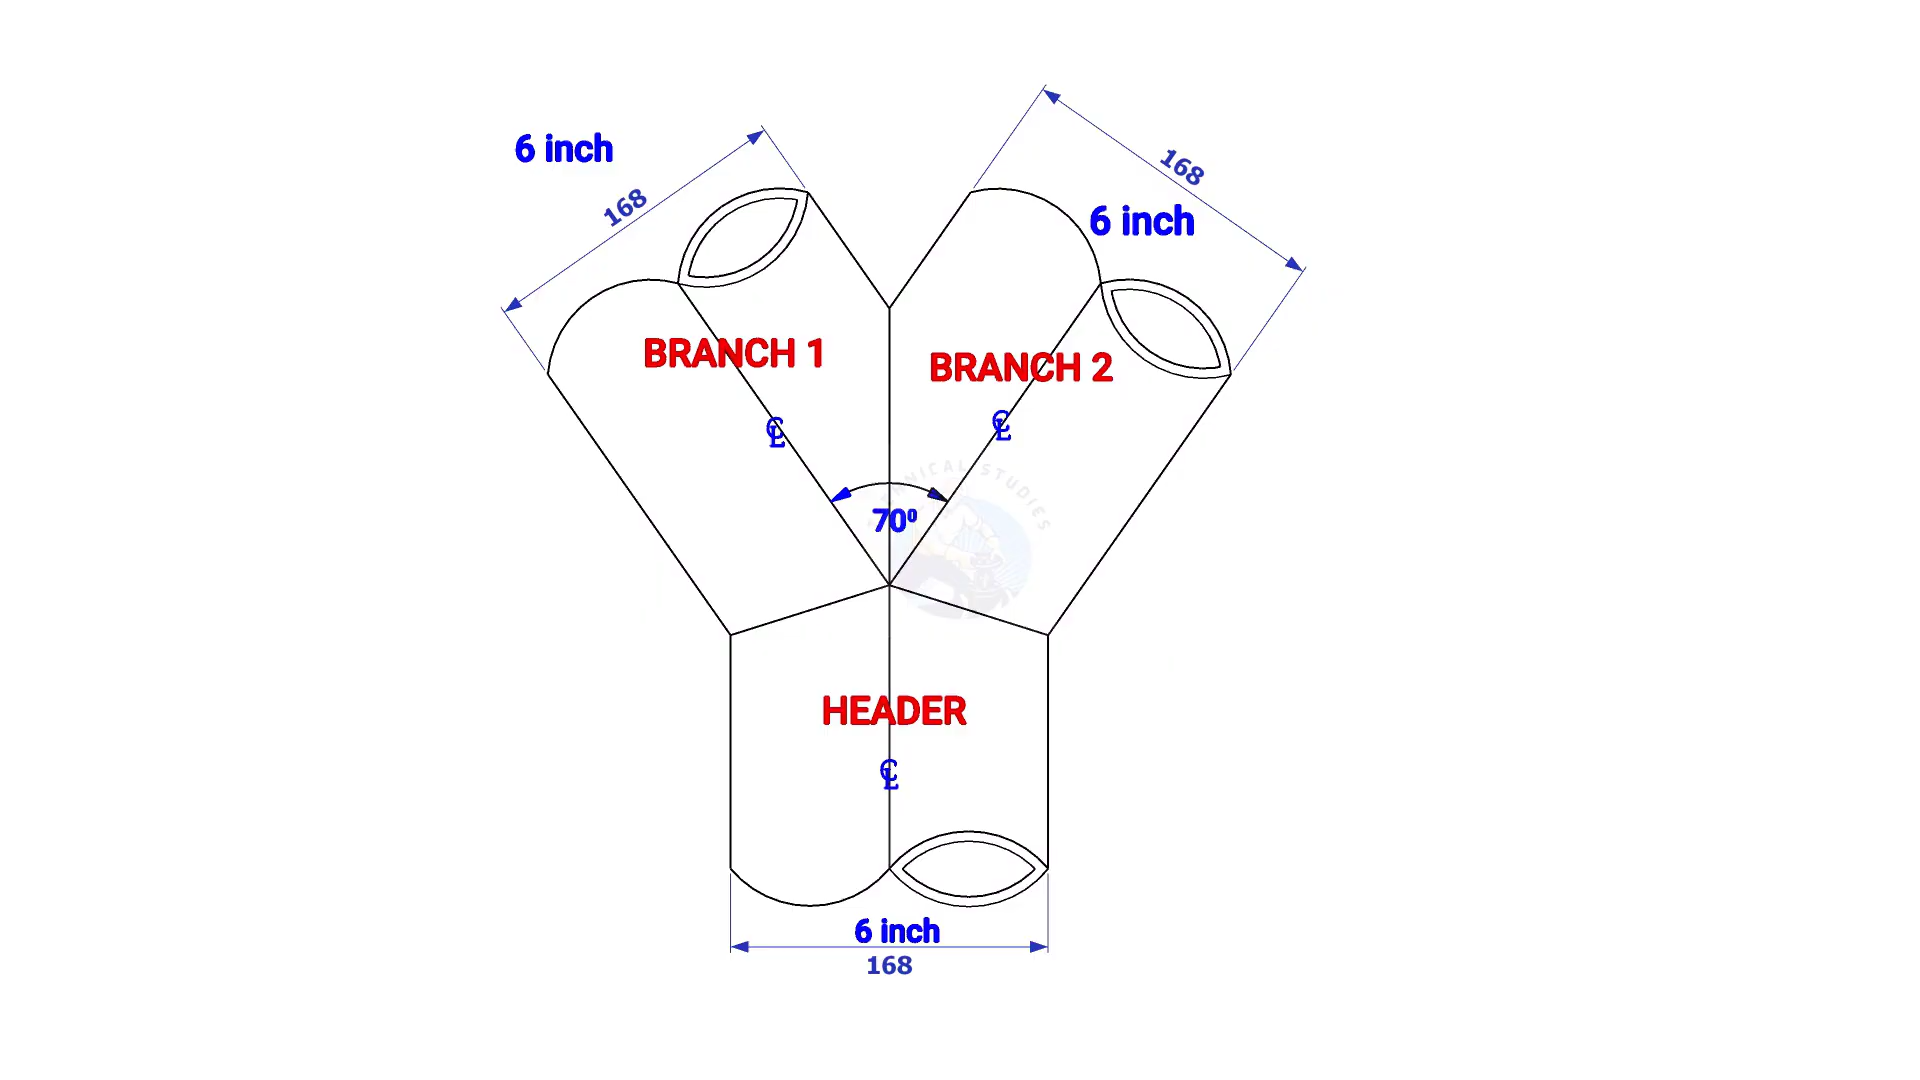 6 inch
168
168
6 inch
BRANCH 1
BRANCH 2
℄
℄
70⁰
HEADER
℄
6 inch
168